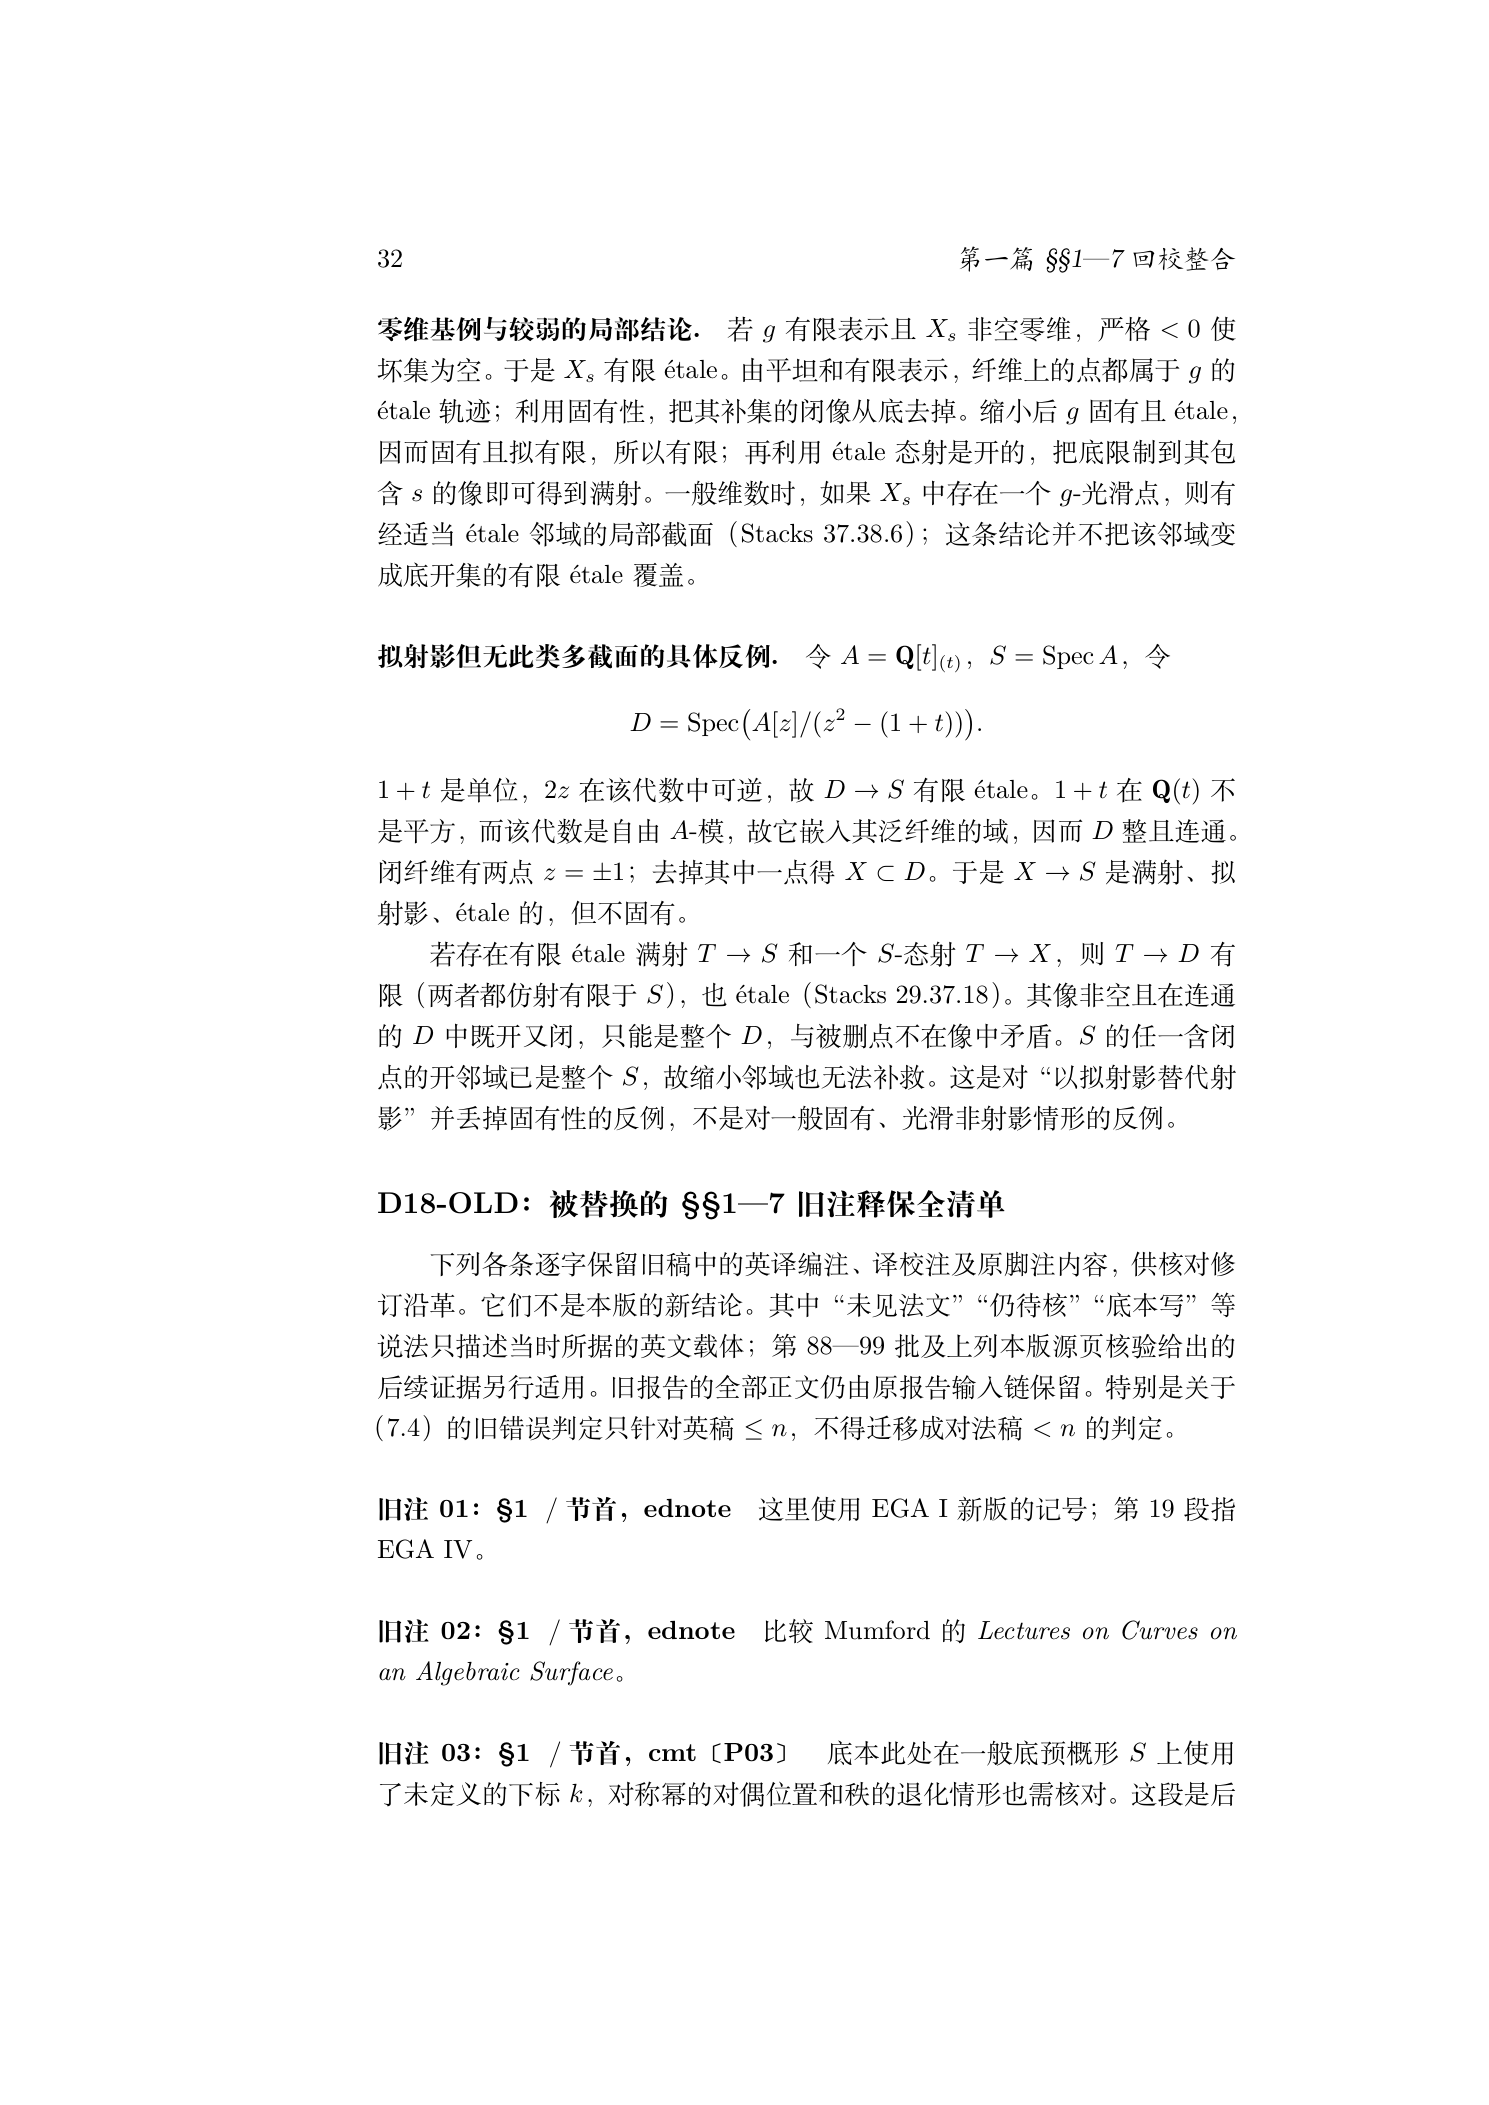 32 第一篇 §§1—7 回校整合
零维基例与较弱的局部结论. 若 g 有限表示且 X_s 非空零维，严格 < 0 使
坏集为空。于是 X_s 有限 étale。由平坦和有限表示，纤维上的点都属于 g 的
étale 轨迹；利用固有性，把其补集的闭像从底去掉。缩小后 g 固有且 étale，
因而固有且拟有限，所以有限；再利用 étale 态射是开的，把底限制到其包
含 s 的像即可得到满射。一般维数时，如果 X_s 中存在一个 g-光滑点，则有
经适当 étale 邻域的局部截面（Stacks 37.38.6）；这条结论并不把该邻域变
成底开集的有限 étale 覆盖。
拟射影但无此类多截面的具体反例. 令 A = Q[t]_(t)，S = Spec A，令
D = Spec(A[z]/(z² − (1 + t))).
1 + t 是单位，2z 在该代数中可逆，故 D → S 有限 étale。1 + t 在 Q(t) 不
是平方，而该代数是自由 A-模，故它嵌入其泛纤维的域，因而 D 整且连通。
闭纤维有两点 z = ±1；去掉其中一点得 X ⊂ D。于是 X → S 是满射、拟
射影、étale 的，但不固有。
若存在有限 étale 满射 T → S 和一个 S-态射 T → X，则 T → D 有
限（两者都仿射有限于 S），也 étale（Stacks 29.37.18）。其像非空且在连通
的 D 中既开又闭，只能是整个 D，与被删点不在像中矛盾。S 的任一含闭
点的开邻域已是整个 S，故缩小邻域也无法补救。这是对“以拟射影替代射
影”并丢掉固有性的反例，不是对一般固有、光滑非射影情形的反例。
D18-OLD：被替换的 §§1—7 旧注释保全清单
下列各条逐字保留旧稿中的英译编注、译校注及原脚注内容，供核对修
订沿革。它们不是本版的新结论。其中“未见法文”“仍待核”“底本写”等
说法只描述当时所据的英文载体；第 88—99 批及上列本版源页核验给出的
后续证据另行适用。旧报告的全部正文仍由原报告输入链保留。特别是关于
（7.4）的旧错误判定只针对英稿 ≤ n，不得迁移成对法稿 < n 的判定。
旧注 01：§1 / 节首，ednote 这里使用 EGA I 新版的记号；第 19 段指
EGA IV。
旧注 02：§1 / 节首，ednote 比较 Mumford 的 Lectures on Curves on
an Algebraic Surface。
旧注 03：§1 / 节首，cmt〔P03〕 底本此处在一般底预概形 S 上使用
了未定义的下标 k，对称幂的对偶位置和秩的退化情形也需核对。这段是后